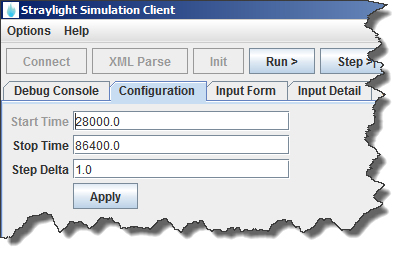 Straylight Simulation Client
Options Help
Connect XML Parse Init Run > Step >
Debug Console Configuration Input Form Input Detail
Start Time 28000.0
Stop Time 86400.0
Step Delta 1.0
Apply